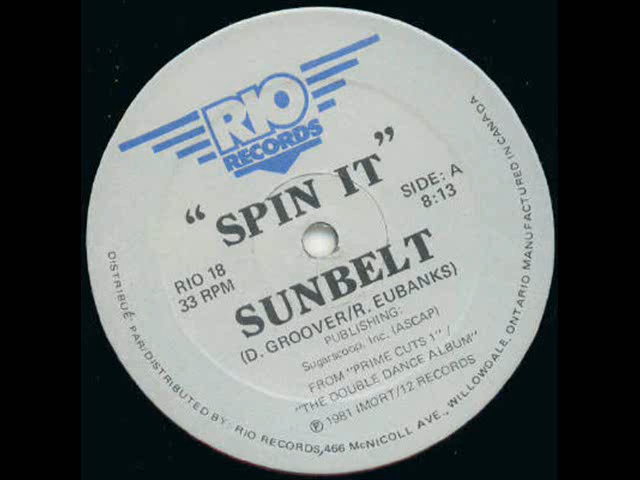 RIO
RECORDS
"SPIN IT"
SIDE: A
8:13
RIO 18
33 RPM
SUNBELT
(D. GROOVER/R. EUBANKS)
PUBLISHING:
Sugarscoop, Inc. (ASCAP)
FROM "PRIME CUTS 1" /
"THE DOUBLE DANCE ALBUM"
℗ 1981 IMORT/12 RECORDS
DISTRIBUÉ: PAR/DISTRIBUTED BY: RIO RECORDS,466 McNICOLL AVE., WILLOWDALE, ONTARIO MANUFACTURED IN CANADA